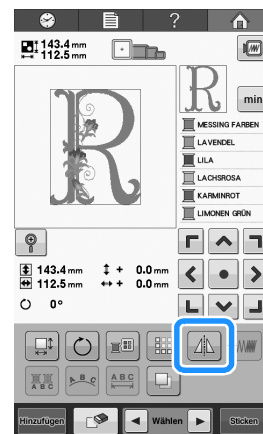 ?
143.4 mm
112.5 mm
R
min
MESSING FARBEN
LAVENDEL
LILA
LACHSROSA
KARMINROT
LIMONEN GRÜN
R
143.4 mm + 0.0 mm
112.5 mm + 0.0 mm
0°
A B C
A B C
A B C
Hinzufügen Wählen Sticken